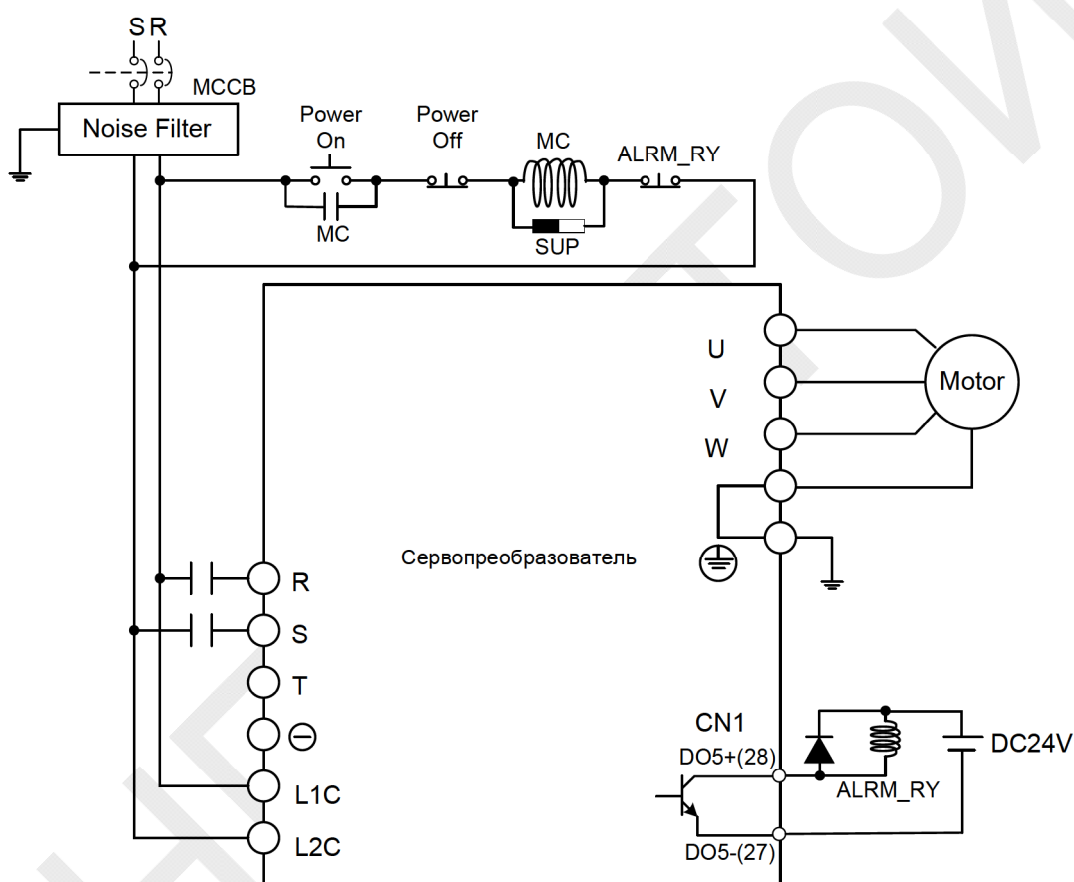 S R
MCCB
Noise Filter
Power
On
Power
Off
MC
ALRM_RY
MC
SUP
U
V
W
Motor
Сервопреобразователь
R
S
T
L1C
L2C
CN1
DO5+(28)
DC24V
ALRM_RY
DO5-(27)